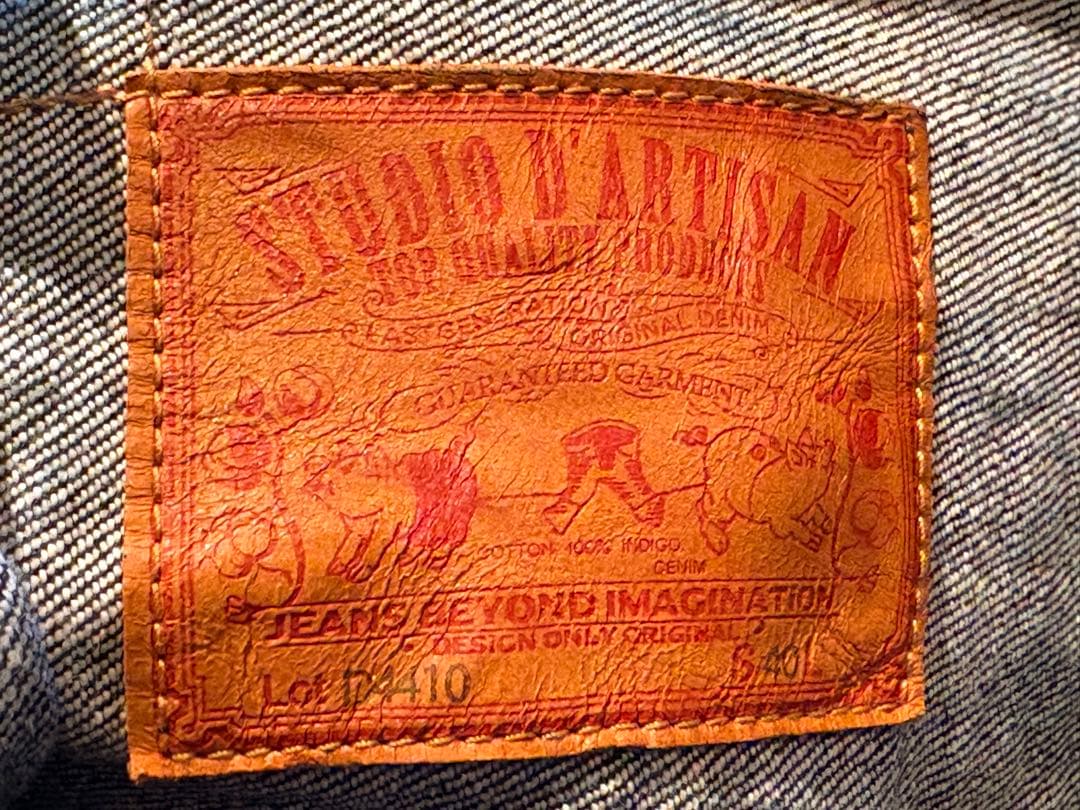 STUDIO D'ARTISAN
TOP QUALITY PRODUCT
LAST GENERATION'S
ORIGINAL DENIM
GUARANTEED GARMENT
COTTON 100% INDIGO
DENIM
JEANS BEYOND IMAGINATION
DESIGN ONLY ORIGINAL
Lot D4410
S 40